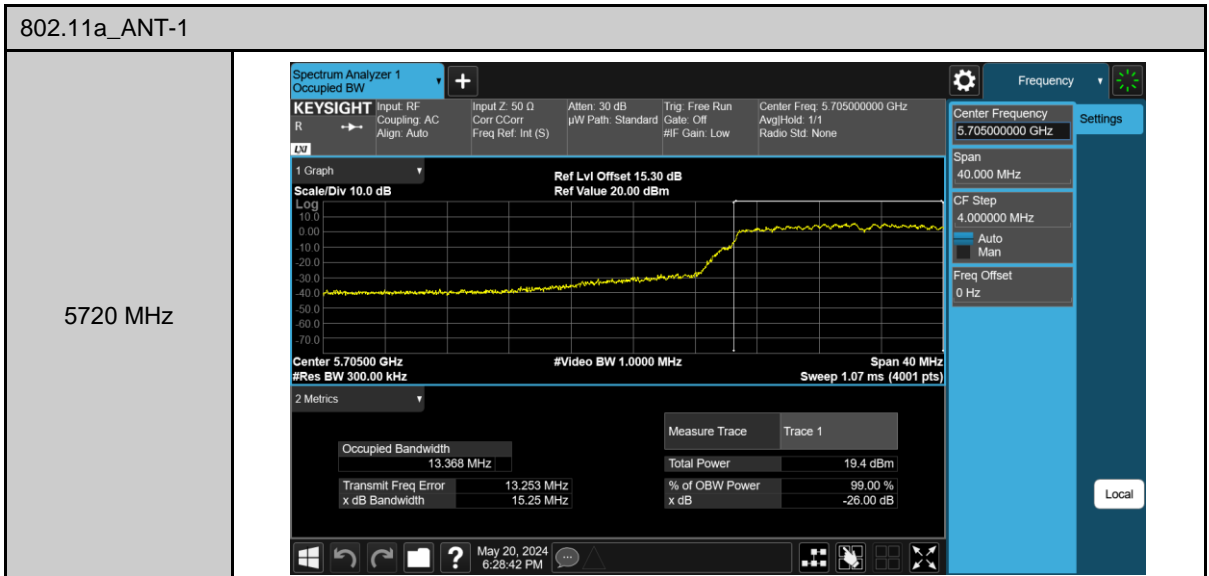 802.11a_ANT-1
5720 MHz
Spectrum Analyzer 1
Occupied BW
+
Frequency
KEYSIGHT
R
LXI
Input: RF
Coupling: AC
Align: Auto
Input Z: 50 Ω
Corr CCorr
Freq Ref: Int (S)
Atten: 30 dB
µW Path: Standard
Trig: Free Run
Gate: Off
#IF Gain: Low
Center Freq: 5.705000000 GHz
Avg|Hold: 1/1
Radio Std: None
Center Frequency
5.705000000 GHz
Settings
Span
40.000 MHz
CF Step
4.000000 MHz
Auto
Man
Freq Offset
0 Hz
Local
1 Graph
Scale/Div 10.0 dB
Ref Lvl Offset 15.30 dB
Ref Value 20.00 dBm
Log
10.0
0.00
-10.0
-20.0
-30.0
-40.0
-50.0
-60.0
-70.0
Center 5.70500 GHz
#Video BW 1.0000 MHz
Span 40 MHz
#Res BW 300.00 kHz
Sweep 1.07 ms (4001 pts)
2 Metrics
Measure Trace Trace 1
Occupied Bandwidth
13.368 MHz
Total Power 19.4 dBm
Transmit Freq Error 13.253 MHz
% of OBW Power 99.00 %
x dB Bandwidth 15.25 MHz
x dB -26.00 dB
?
May 20, 2024
6:28:42 PM